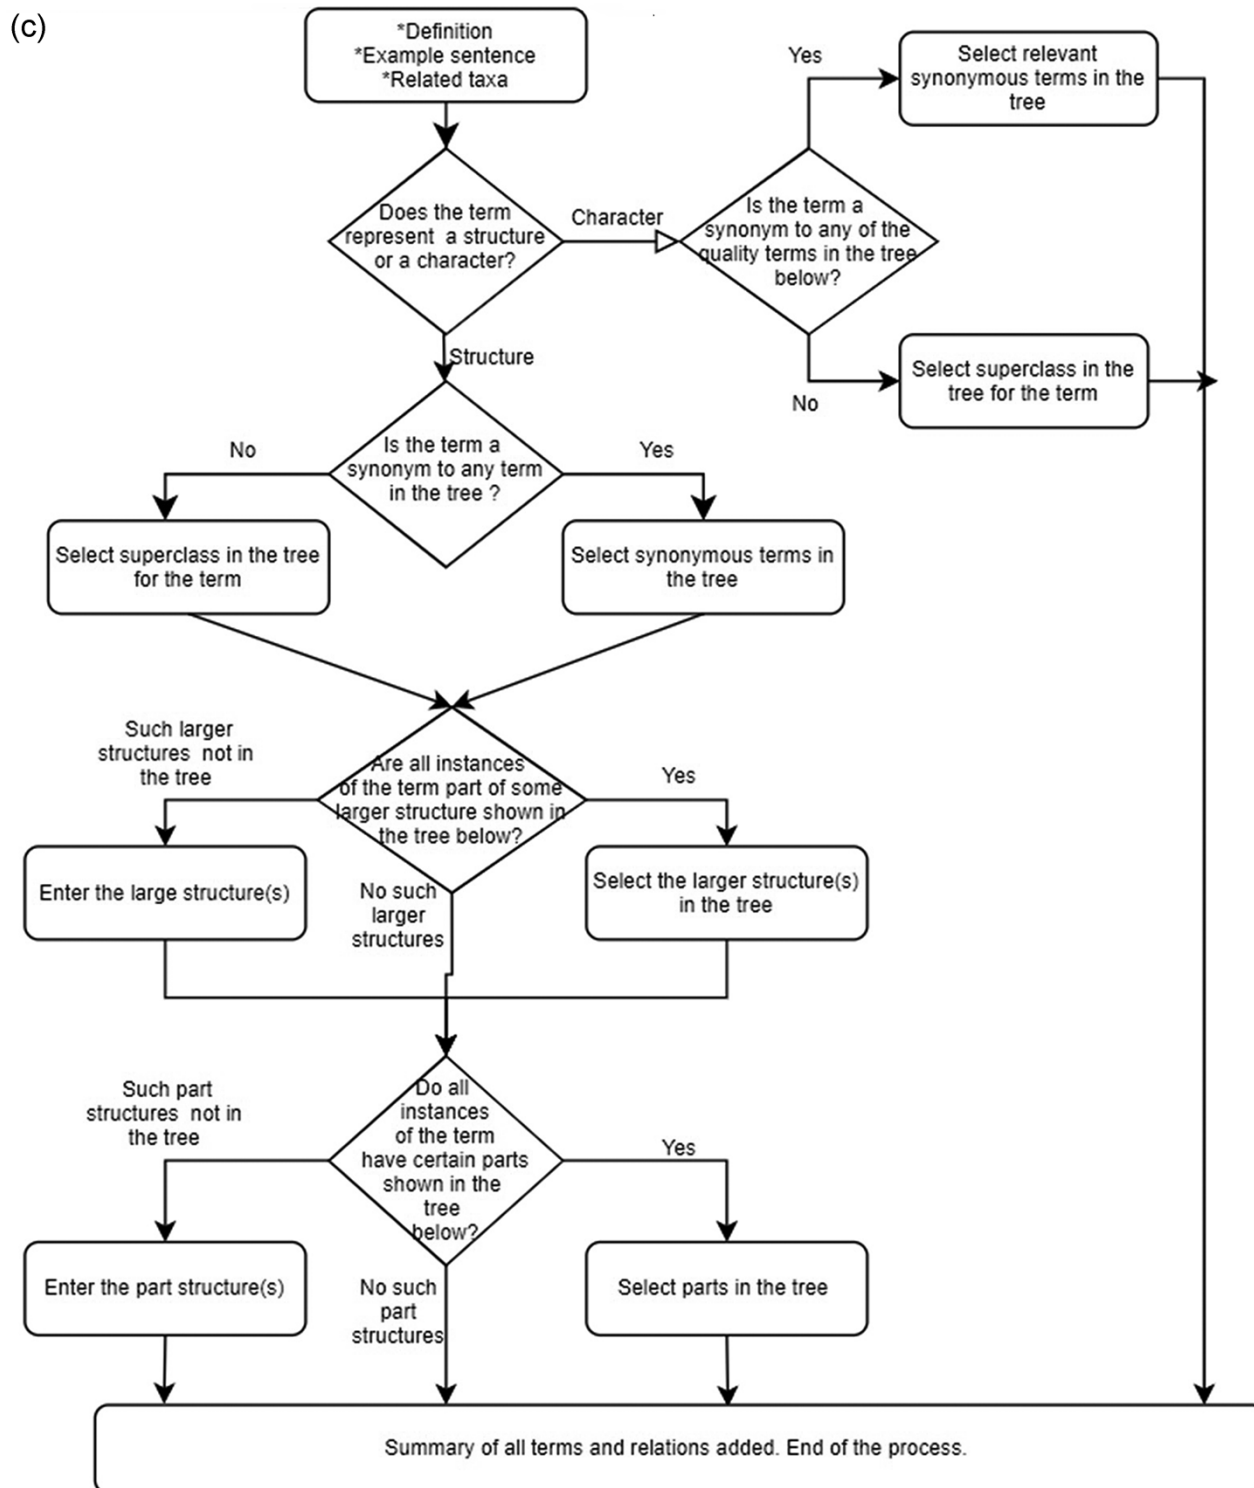 (c)
*Definition
*Example sentence
*Related taxa
Yes
Select relevant
synonymous terms in the
tree
Does the term
represent a structure
or a character?
Character
Is the term a
synonym to any of the
quality terms in the tree
below?
Structure
No
Select superclass in the
tree for the term
No
Is the term a
synonym to any term
in the tree ?
Yes
Select superclass in the tree
for the term
Select synonymous terms in
the tree
Such larger
structures not in
the tree
Are all instances
of the term part of some
larger structure shown in
the tree below?
Yes
Enter the large structure(s)
No such
larger
structures
Select the larger structure(s)
in the tree
Such part
structures not in
the tree
Do all
instances
of the term
have certain parts
shown in the
tree
below?
Yes
Enter the part structure(s)
No such
part
structures
Select parts in the tree
Summary of all terms and relations added. End of the process.